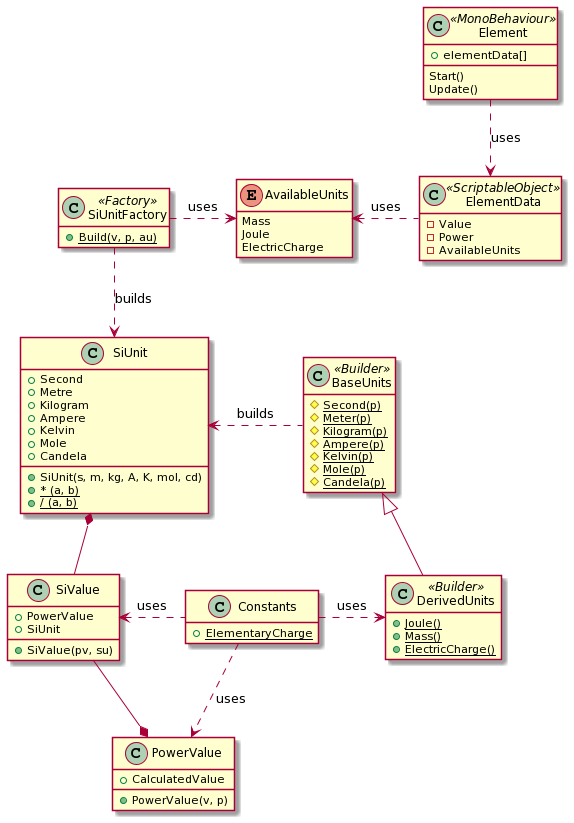 «MonoBehaviour»
C Element
elementData[]
Start()
Update()
uses
«Factory»
C SiUnitFactory
Build(v, p, au)
uses
E AvailableUnits
Mass
Joule
ElectricCharge
uses
«ScriptableObject»
C ElementData
Value
Power
AvailableUnits
builds
C SiUnit
Second
Metre
Kilogram
Ampere
Kelvin
Mole
Candela
SiUnit(s, m, kg, A, K, mol, cd)
* (a, b)
/ (a, b)
builds
«Builder»
C BaseUnits
Second(p)
Meter(p)
Kilogram(p)
Ampere(p)
Kelvin(p)
Mole(p)
Candela(p)
C SiValue
PowerValue
SiUnit
SiValue(pv, su)
uses
C Constants
ElementaryCharge
uses
«Builder»
C DerivedUnits
Joule()
Mass()
ElectricCharge()
uses
C PowerValue
CalculatedValue
PowerValue(v, p)